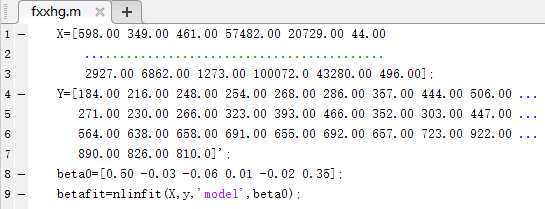 fxxhg.m × +
1 - X=[598.00 349.00 461.00 57482.00 20729.00 44.00
2 ..........................................
3 2927.00 6862.00 1273.00 100072.0 43280.00 496.00];
4 - Y=[184.00 216.00 248.00 254.00 268.00 286.00 357.00 444.00 506.00 ...
5 271.00 230.00 266.00 323.00 393.00 466.00 352.00 303.00 447.00 ...
6 564.00 638.00 658.00 691.00 655.00 692.00 657.00 723.00 922.00 ...
7 890.00 826.00 810.0]';
8 - beta0=[0.50 -0.03 -0.06 0.01 -0.02 0.35];
9 - betafit=nlinfit(X,y,'model',beta0);